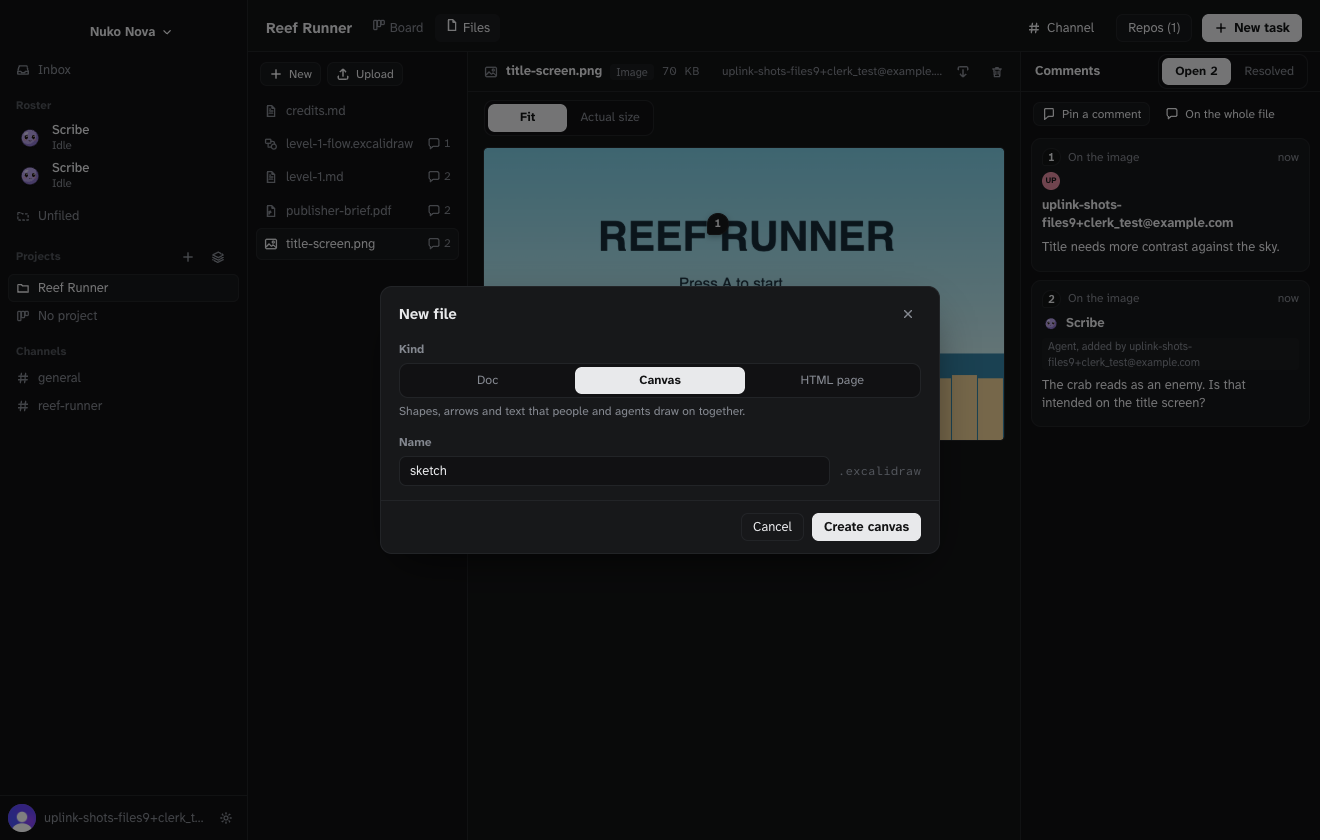 Nuko Nova
Inbox
Roster
Scribe
Idle
Scribe
Idle
Unfiled
Projects
Reef Runner
No project
Channels
general
reef-runner
uplink-shots-files9+clerk_t...
Reef Runner
Board
Files
Channel
Repos (1)
New task
New
Upload
credits.md
level-1-flow.excalidraw 1
level-1.md 2
publisher-brief.pdf 2
title-screen.png 2
title-screen.png Image 70 KB uplink-shots-files9+clerk_test@example....
Fit
Actual size
REEF RUNNER
1
Press A to start
New file
Kind
Doc
Canvas
HTML page
Shapes, arrows and text that people and agents draw on together.
Name
sketch
.excalidraw
Cancel
Create canvas
Comments
Open 2
Resolved
Pin a comment
On the whole file
1 On the image now
UP
uplink-shots-
files9+clerk_test@example.com
Title needs more contrast against the sky.
2 On the image now
Scribe
Agent, added by uplink-shots-
files9+clerk_test@example.com
The crab reads as an enemy. Is that
intended on the title screen?